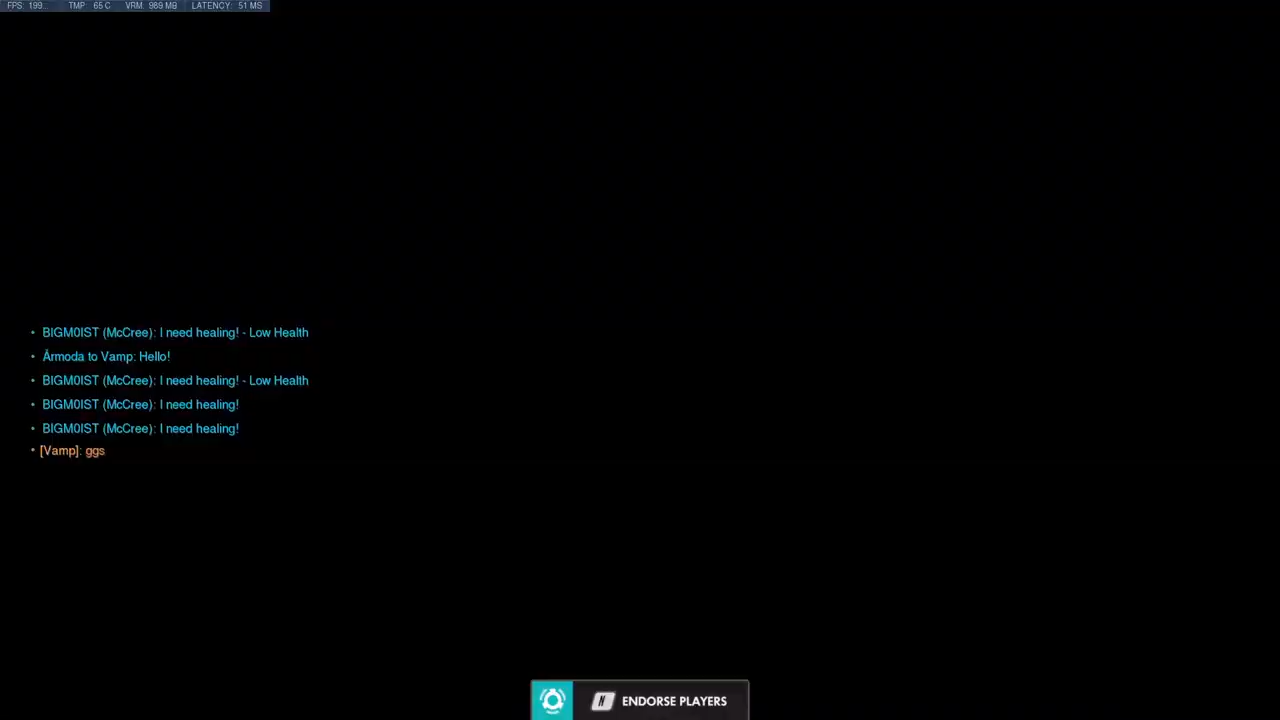 FPS: 199... TMP: 65 C VRM: 989 MB LATENCY: 51 MS
• BIGM0IST (McCree): I need healing! - Low Health
• Ärmoda to Vamp: Hello!
• BIGM0IST (McCree): I need healing! - Low Health
• BIGM0IST (McCree): I need healing!
• BIGM0IST (McCree): I need healing!
• [Vamp]: ggs
N ENDORSE PLAYERS